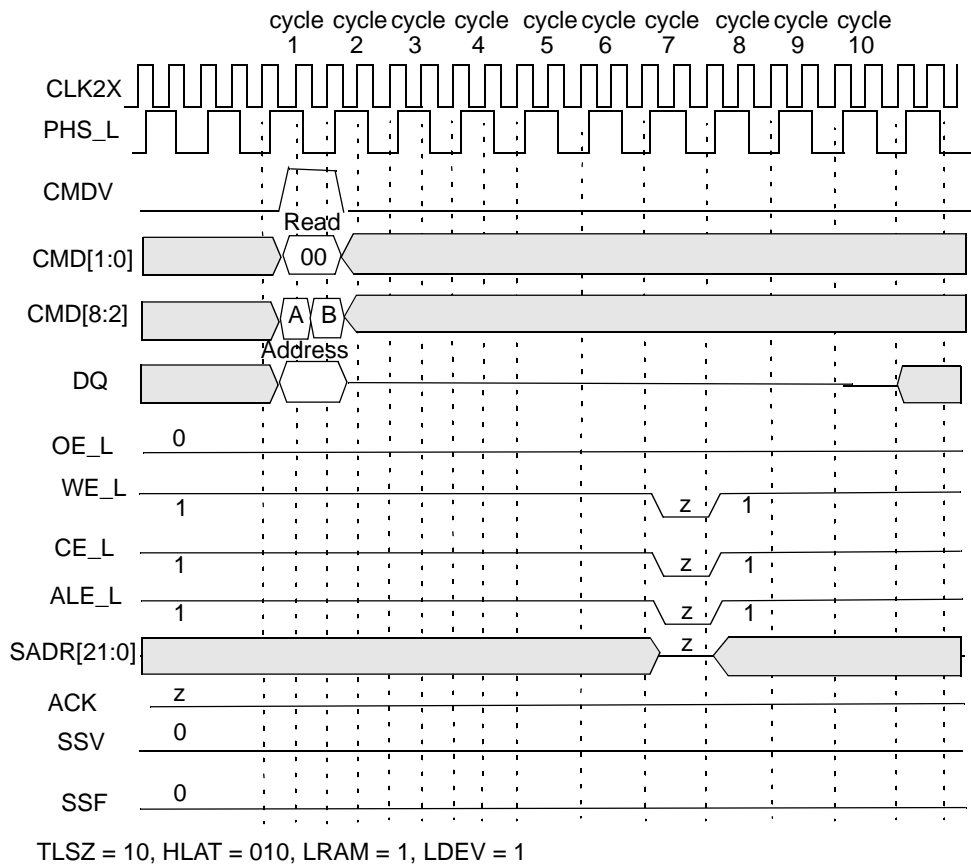 cycle cycle cycle cycle cycle cycle cycle cycle cycle cycle
1 2 3 4 5 6 7 8 9 10
CLK2X
PHS_L
CMDV
Read
CMD[1:0] 00
CMD[8:2] A B
Address
DQ
OE_L 0
WE_L 1 z 1
CE_L 1 z 1
ALE_L 1 z 1
SADR[21:0] z
ACK z
SSV 0
SSF 0
TLSZ = 10, HLAT = 010, LRAM = 1, LDEV = 1